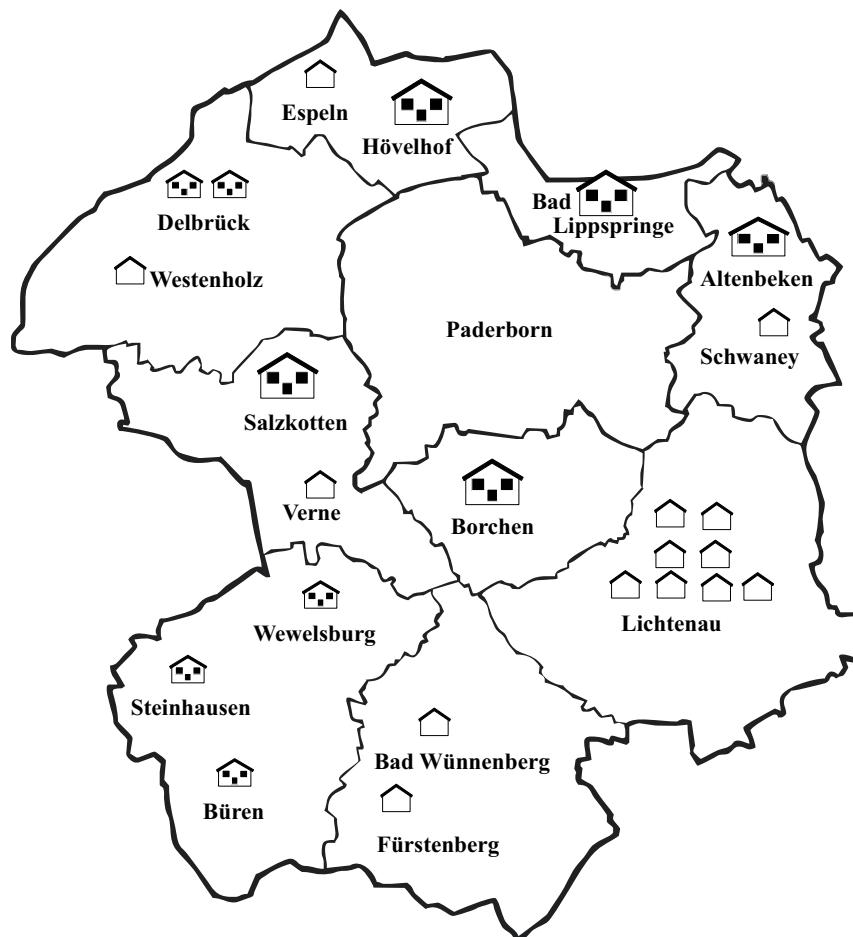 Espeln
Hövelhof
Delbrück
Bad
Lippspringe
Westenholz
Altenbeken
Paderborn
Schwaney
Salzkotten
Verne
Borchen
Lichtenau
Wewelsburg
Steinhausen
Bad Wünnenberg
Büren
Fürstenberg